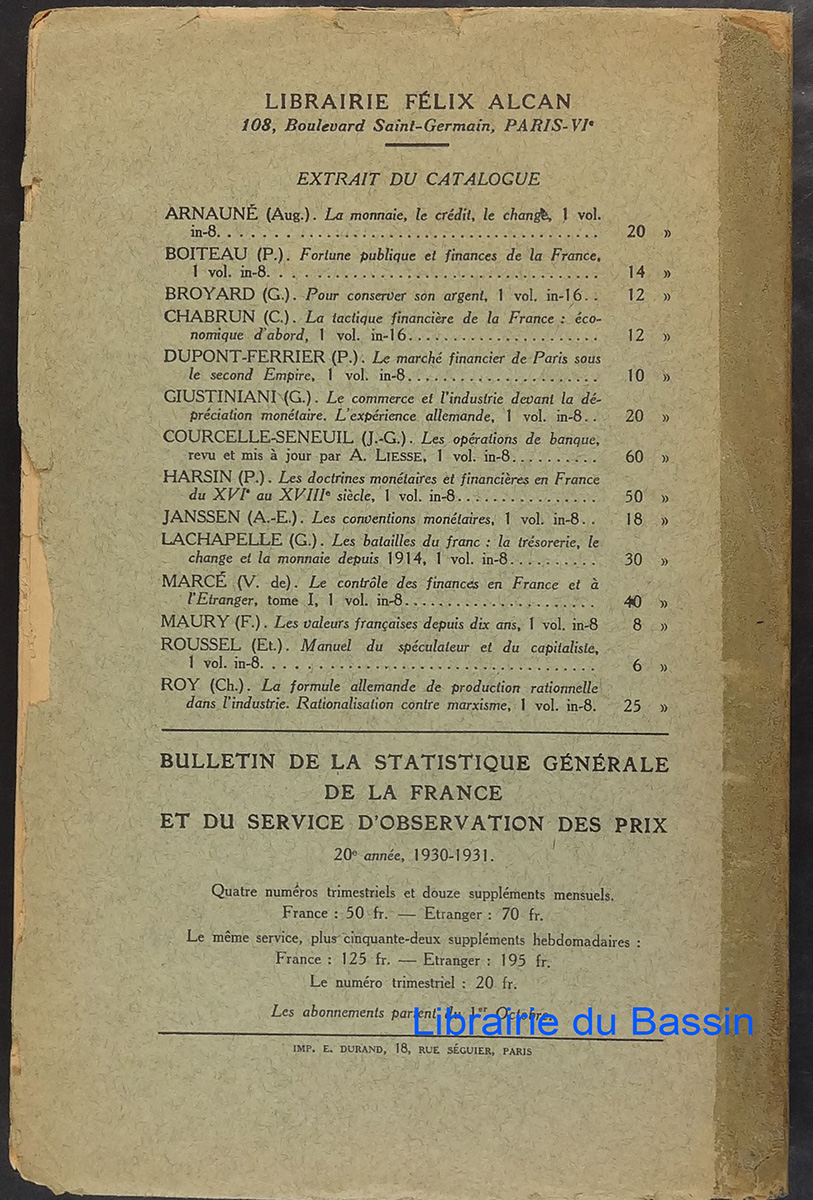 LIBRAIRIE FÉLIX ALCAN
108, Boulevard Saint-Germain, PARIS-VIe
EXTRAIT DU CATALOGUE
ARNAUNÉ (Aug.). La monnaie, le crédit, le change, 1 vol.
in-8. . . . . . . . . . . . . . . . . . . . . . . . . . . . . . . . . . . . . 20 »
BOITEAU (P.). Fortune publique et finances de la France,
1 vol. in-8. . . . . . . . . . . . . . . . . . . . . . . . . . . . . . . . . 14 »
BROYARD (G.). Pour conserver son argent, 1 vol. in-16. . 12 »
CHABRUN (C.). La tactique financière de la France : éco-
nomique d'abord, 1 vol. in-16. . . . . . . . . . . . . . . . . . . . . . 12 »
DUPONT-FERRIER (P.). Le marché financier de Paris sous
le second Empire, 1 vol. in-8. . . . . . . . . . . . . . . . . . . . . . 10 »
GIUSTINIANI (G.). Le commerce et l'industrie devant la dé-
préciation monétaire. L'expérience allemande, 1 vol. in-8. . 20 »
COURCELLE-SENEUIL (J.-G.). Les opérations de banque,
revu et mis à jour par A. LIESSE, 1 vol. in-8. . . . . . . . . . 60 »
HARSIN (P.). Les doctrines monétaires et financières en France
du XVIe au XVIIIe siècle, 1 vol. in-8. . . . . . . . . . . . . . . . 50 »
JANSSEN (A.-E.). Les conventions monétaires, 1 vol. in-8. . 18 »
LACHAPELLE (G.). Les batailles du franc : la trésorerie, le
change et la monnaie depuis 1914, 1 vol. in-8. . . . . . . . . . 30 »
MARCÉ (V. de). Le contrôle des finances en France et à
l'Etranger, tome I, 1 vol. in-8. . . . . . . . . . . . . . . . . . . . . . 40 »
MAURY (F.). Les valeurs françaises depuis dix ans, 1 vol. in-8 8 »
ROUSSEL (Et.). Manuel du spéculateur et du capitaliste,
1 vol. in-8. . . . . . . . . . . . . . . . . . . . . . . . . . . . . . . . . . 6 »
ROY (Ch.). La formule allemande de production rationnelle
dans l'industrie. Rationalisation contre marxisme, 1 vol. in-8. 25 »
BULLETIN DE LA STATISTIQUE GÉNÉRALE
DE LA FRANCE
ET DU SERVICE D'OBSERVATION DES PRIX
20e année, 1930-1931.
Quatre numéros trimestriels et douze suppléments mensuels.
France : 50 fr. — Etranger : 70 fr.
Le même service, plus cinquante-deux suppléments hebdomadaires :
France : 125 fr. — Etranger : 195 fr.
Le numéro trimestriel : 20 fr.
Les abonnements partent du 1er Octobre.
Librairie du Bassin
IMP. E. DURAND, 18, RUE SÉGUIER, PARIS